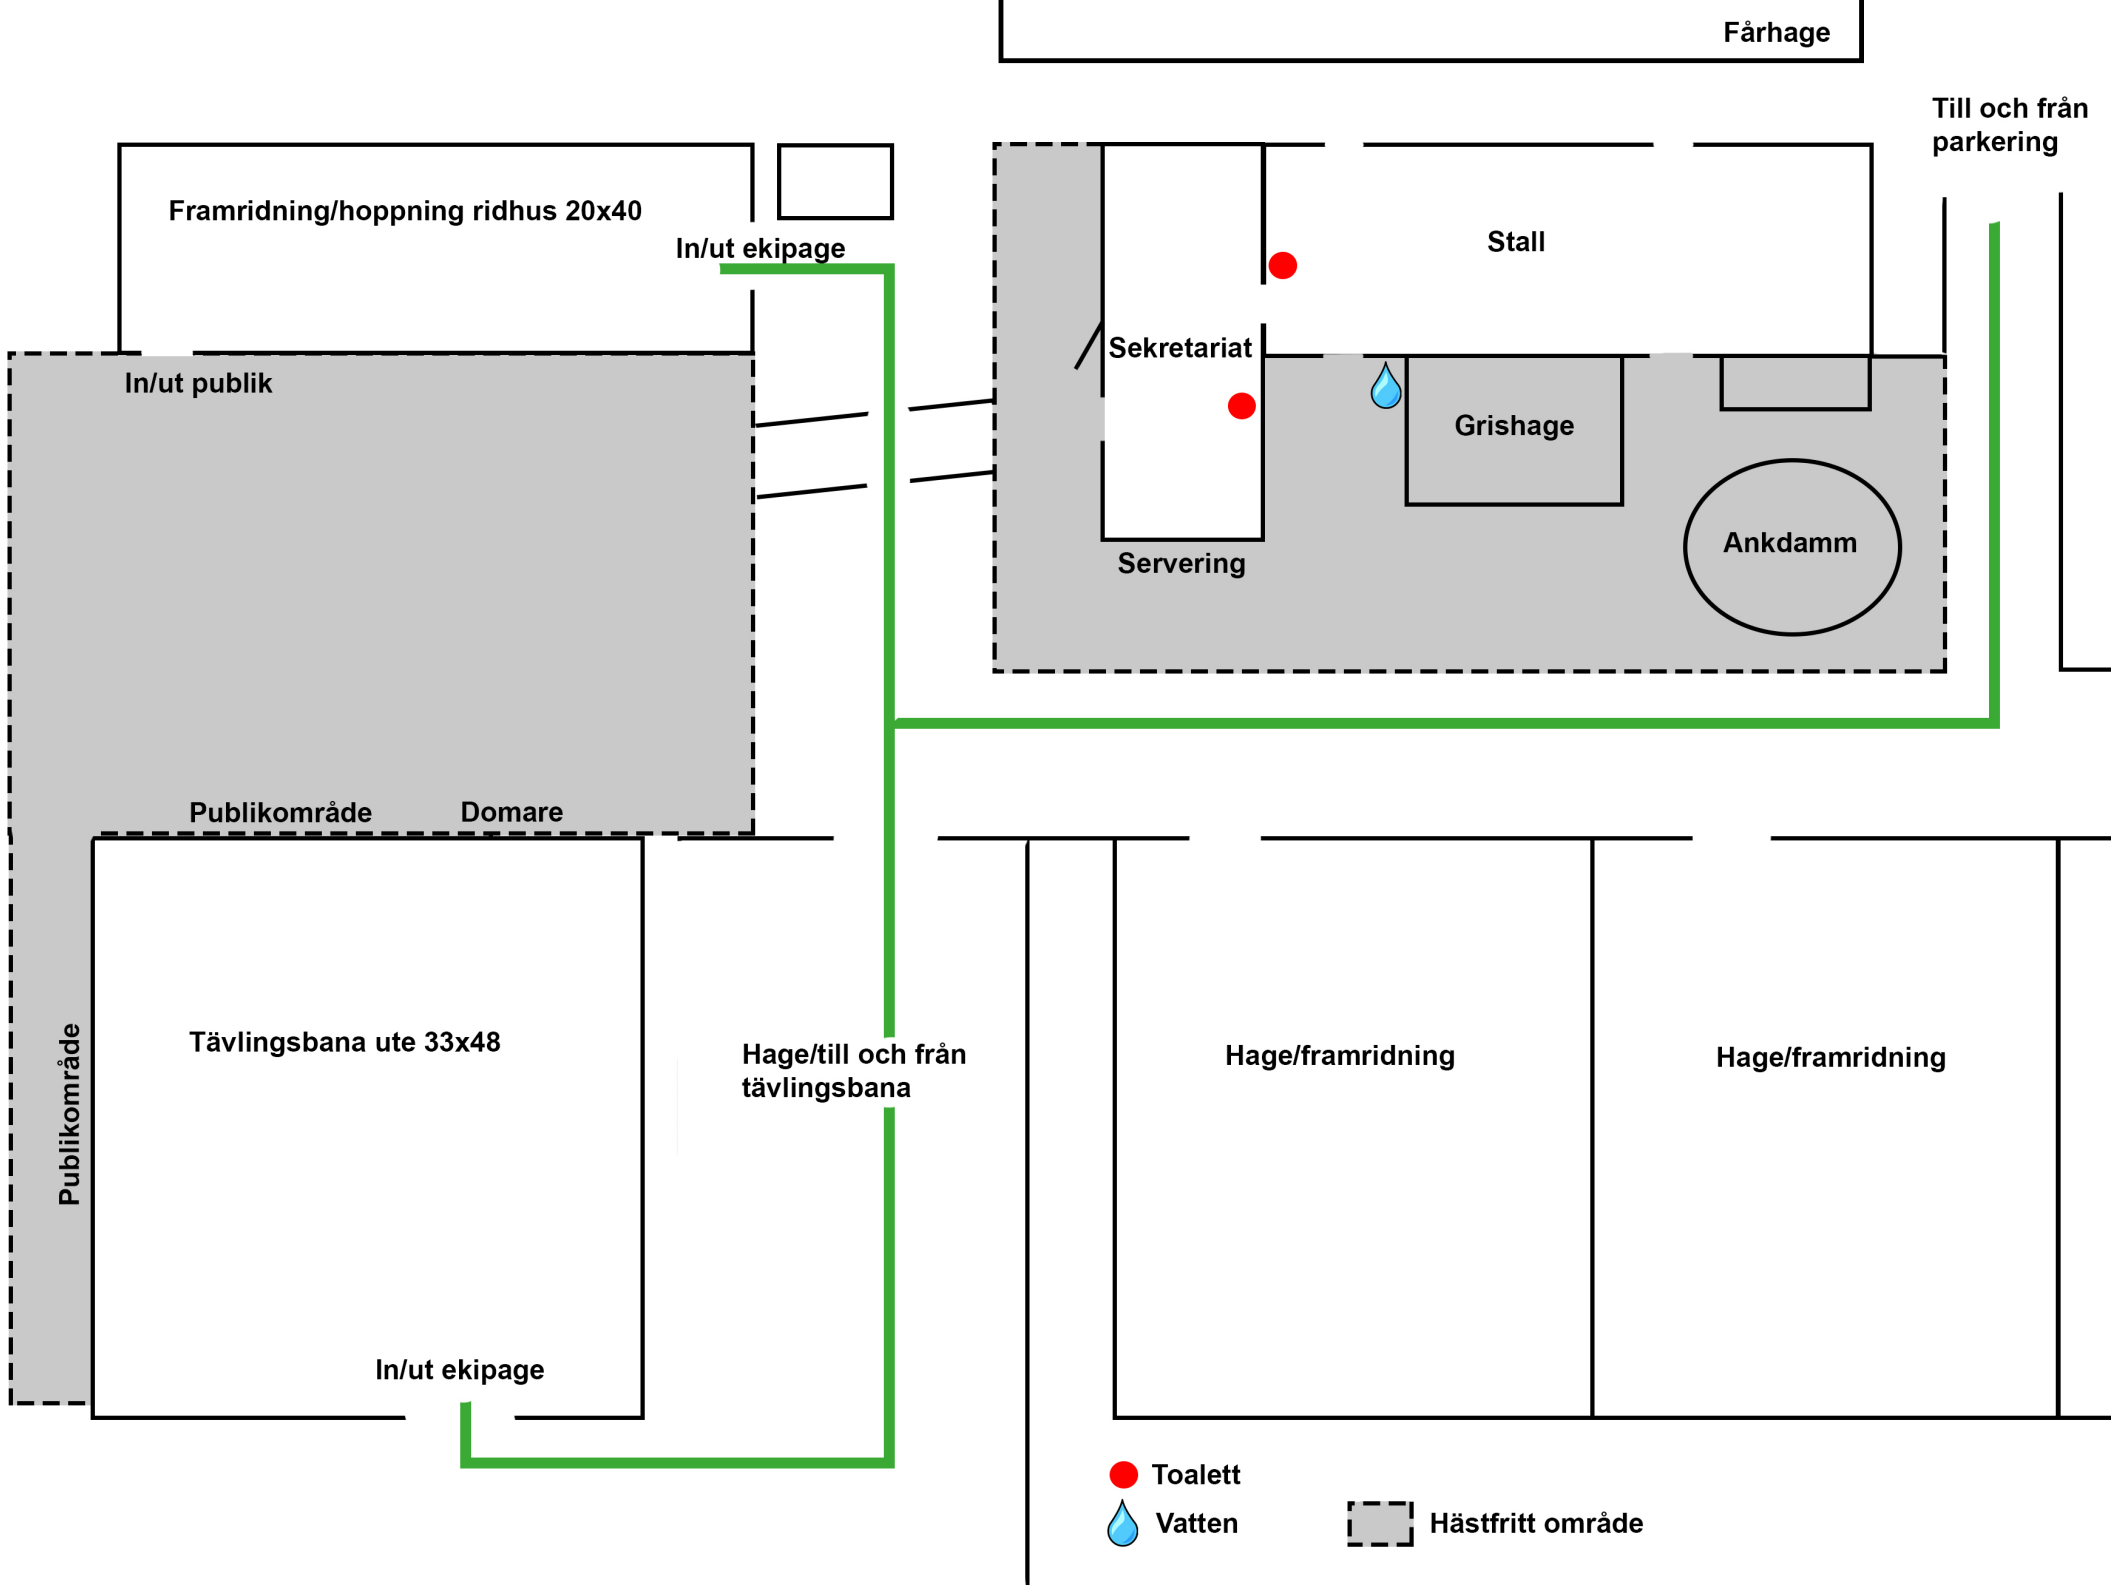 Fårhage
Till och från
parkering
Framridning/hoppning ridhus 20x40
In/ut ekipage
Stall
Sekretariat
In/ut publik
Grishage
Ankdamm
Servering
Publikområde
Domare
Publikområde
Tävlingsbana ute 33x48
Hage/till och från
tävlingsbana
Hage/framridning
Hage/framridning
In/ut ekipage
Toalett
Vatten
Hästfritt område